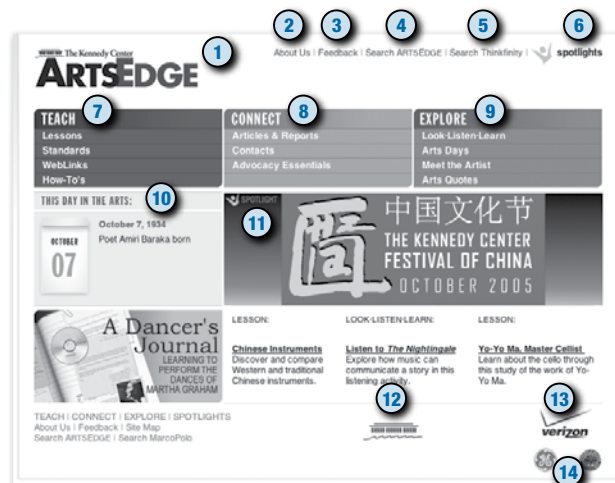 2 3 4 5 6
1
The Kennedy Center
ARTSEDGE
About Us | Feedback | Search ARTSEDGE | Search Thinkfinity | spotlights
7 8 9
TEACH
Lessons
Standards
WebLinks
How-To's
CONNECT
Articles & Reports
Contacts
Advocacy Essentials
EXPLORE
Look-Listen-Learn
Arts Days
Meet the Artist
Arts Quotes
THIS DAY IN THE ARTS:
10
October 7, 1934
Poet Amiri Baraka born
OCTOBER
07
SPOTLIGHT
11
中国文化节
THE KENNEDY CENTER
FESTIVAL OF CHINA
OCTOBER 2005
A Dancer's
Journal
LEARNING TO
PERFORM THE
DANCES OF
MARTHA GRAHAM
LESSON:
Chinese Instruments
Discover and compare
Western and traditional
Chinese instruments.
LOOK-LISTEN-LEARN:
Listen to The Nightingale
Explore how music can
communicate a story in this
listening activity.
LESSON:
Yo-Yo Ma, Master Cellist
Learn about the cello through
this study of the work of Yo-
Yo Ma.
12
13
TEACH | CONNECT | EXPLORE | SPOTLIGHTS
About Us | Feedback | Site Map
Search ARTSEDGE | Search MarcoPolo
verizon
14